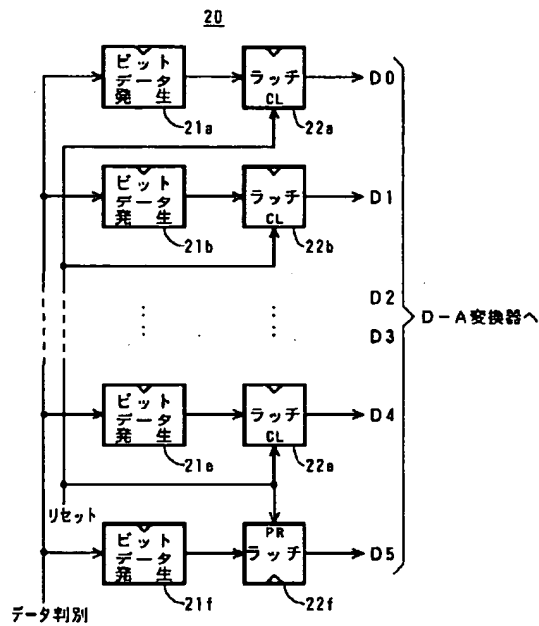 20
ビット
データ
発 生
21a
ラッチ
CL
22a
D0
ビット
データ
発 生
21b
ラッチ
CL
22b
D1
D2
D3
D-A変換器へ
ビット
データ
発 生
21e
ラッチ
CL
22e
D4
リセット
ビット
データ
発 生
21f
PR
ラッチ
22f
D5
データ判別